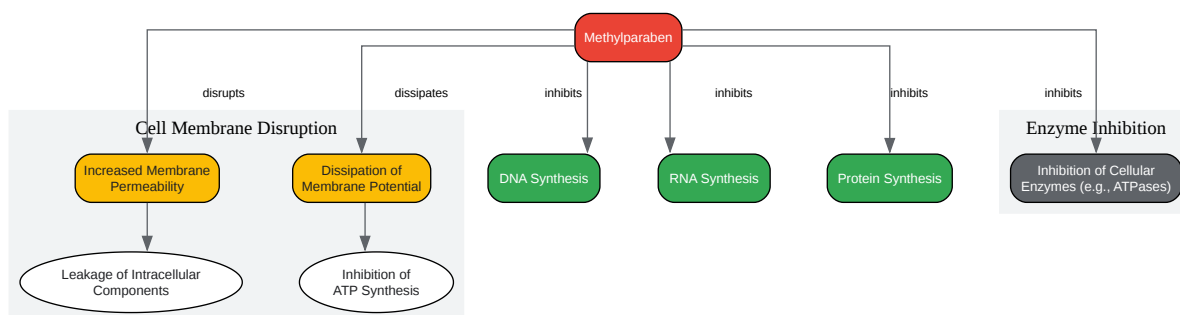 Methylparaben
disrupts
dissipates
inhibits
inhibits
inhibits
inhibits
Cell Membrane Disruption
Enzyme Inhibition
Increased Membrane
Permeability
Dissipation of
Membrane Potential
DNA Synthesis
RNA Synthesis
Protein Synthesis
Inhibition of Cellular
Enzymes (e.g., ATPases)
Leakage of Intracellular
Components
Inhibition of
ATP Synthesis